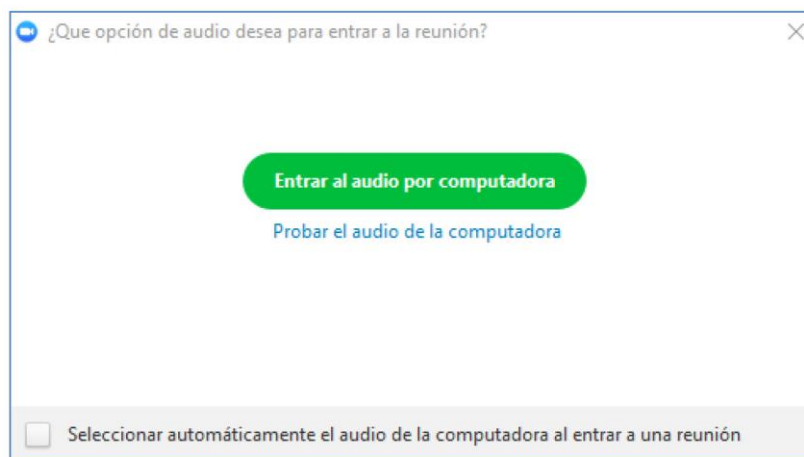 ¿Que opción de audio desea para entrar a la reunión?
Entrar al audio por computadora
Probar el audio de la computadora
Seleccionar automáticamente el audio de la computadora al entrar a una reunión